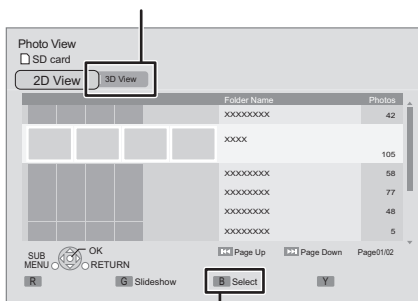 Photo View
SD card
2D View 3D View
Folder Name Photos
xxxxxxxx 42
xxxx 105
xxxxxxxx 58
xxxxxxxx 77
xxxxxxxx 48
xxxxxxxx 5
SUB MENU OK RETURN Page Up Page Down Page01/02
R G Slideshow B Select Y